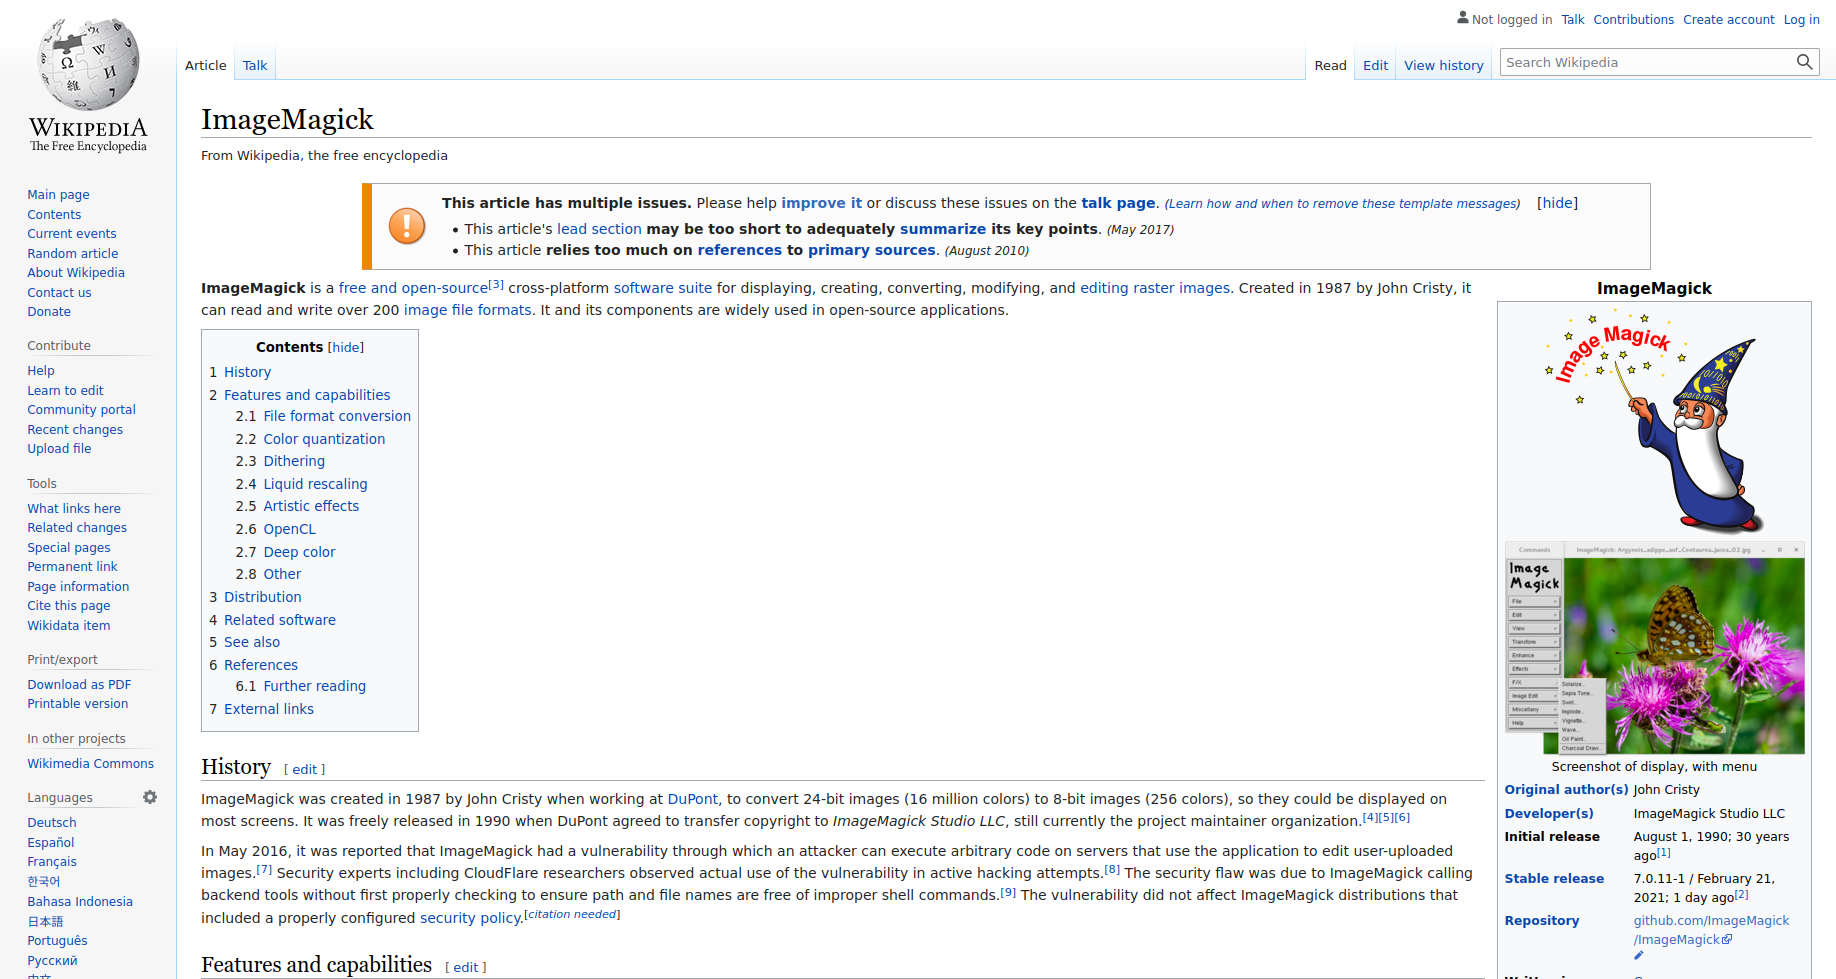 Not logged in Talk Contributions Create account Log in
Article Talk Read Edit View history Search Wikipedia
WIKIPEDIA
The Free Encyclopedia
Main page
Contents
Current events
Random article
About Wikipedia
Contact us
Donate
Contribute
Help
Learn to edit
Community portal
Recent changes
Upload file
Tools
What links here
Related changes
Special pages
Permanent link
Page information
Cite this page
Wikidata item
Print/export
Download as PDF
Printable version
In other projects
Wikimedia Commons
Languages
Deutsch
Español
Français
한국어
Bahasa Indonesia
日本語
Português
Русский
ImageMagick
From Wikipedia, the free encyclopedia
This article has multiple issues. Please help improve it or discuss these issues on the talk page. (Learn how and when to remove these template messages) [hide]
• This article's lead section may be too short to adequately summarize its key points. (May 2017)
• This article relies too much on references to primary sources. (August 2010)
ImageMagick is a free and open-source[3] cross-platform software suite for displaying, creating, converting, modifying, and editing raster images. Created in 1987 by John Cristy, it
can read and write over 200 image file formats. It and its components are widely used in open-source applications.
Contents [hide]
1 History
2 Features and capabilities
2.1 File format conversion
2.2 Color quantization
2.3 Dithering
2.4 Liquid rescaling
2.5 Artistic effects
2.6 OpenCL
2.7 Deep color
2.8 Other
3 Distribution
4 Related software
5 See also
6 References
6.1 Further reading
7 External links
History [ edit ]
ImageMagick was created in 1987 by John Cristy when working at DuPont, to convert 24-bit images (16 million colors) to 8-bit images (256 colors), so they could be displayed on
most screens. It was freely released in 1990 when DuPont agreed to transfer copyright to ImageMagick Studio LLC, still currently the project maintainer organization.[4][5][6]
In May 2016, it was reported that ImageMagick had a vulnerability through which an attacker can execute arbitrary code on servers that use the application to edit user-uploaded
images.[7] Security experts including CloudFlare researchers observed actual use of the vulnerability in active hacking attempts.[8] The security flaw was due to ImageMagick calling
backend tools without first properly checking to ensure path and file names are free of improper shell commands.[9] The vulnerability did not affect ImageMagick distributions that
included a properly configured security policy.[citation needed]
Features and capabilities [ edit ]
ImageMagick
Image Magick
Commands
Image
Magick
File
Edit
View
Transform
Enhance
Effects
F/X
Image Edit
Miscellany
Help
Solarize...
Sepia Tone...
Swirl...
Implode...
Vignette...
Wave...
Oil Paint...
Charcoal Draw...
Screenshot of display, with menu
Original author(s) John Cristy
Developer(s) ImageMagick Studio LLC
Initial release August 1, 1990; 30 years
ago[1]
Stable release 7.0.11-1 / February 21,
2021; 1 day ago[2]
Repository github.com/ImageMagick
/ImageMagick